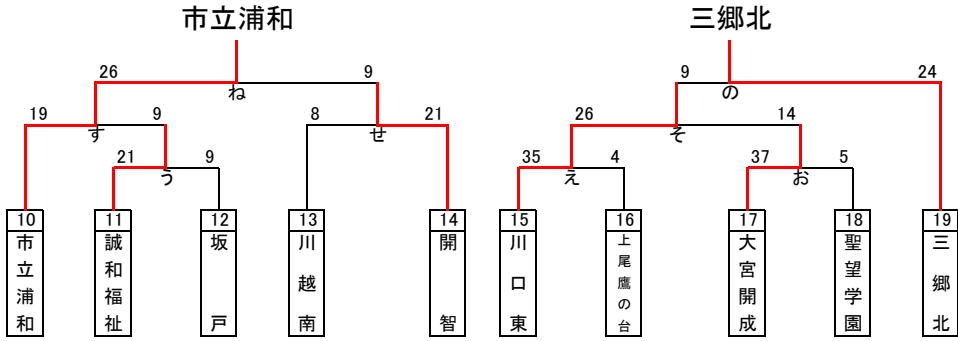 市立浦和 三郷北
26 9 9 24
ね の
19 9 8 21 26 14
す せ そ
21 9 35 4 37 5
う え お
10 11 12 13 14 15 16 17 18 19
市立浦和
誠和福祉
坂戸
川越南
開智
川口東
上尾鷹の台
大宮開成
聖望学園
三郷北